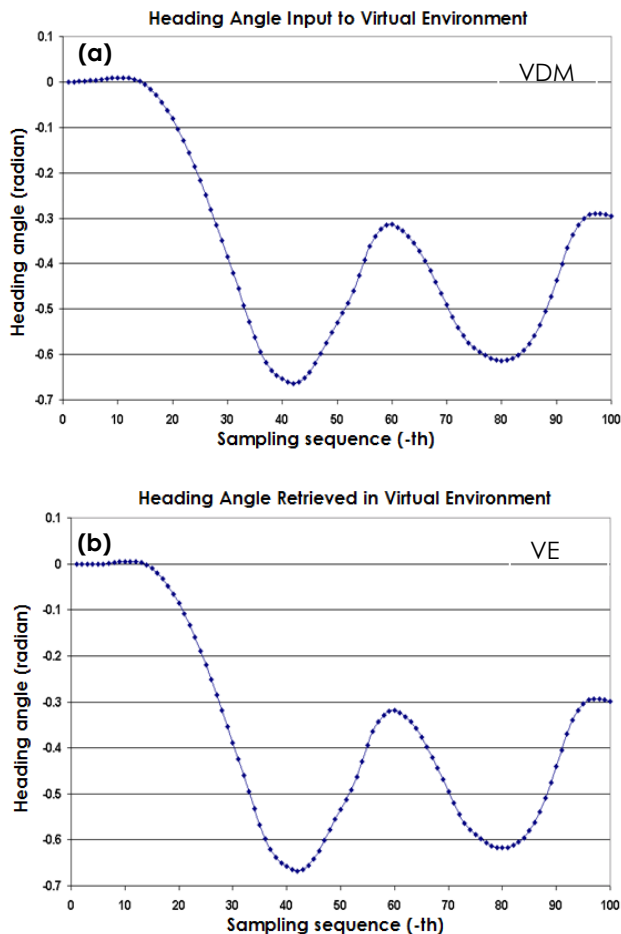 Heading Angle Input to Virtual Environment
(a)
VDM
Heading angle (radian)
0.1
0
-0.1
-0.2
-0.3
-0.4
-0.5
-0.6
-0.7
0 10 20 30 40 50 60 70 80 90 100
Sampling sequence (-th)
Heading Angle Retrieved in Virtual Environment
(b)
VE
Heading angle (radian)
0.1
0
-0.1
-0.2
-0.3
-0.4
-0.5
-0.6
-0.7
0 10 20 30 40 50 60 70 80 90 100
Sampling sequence (-th)